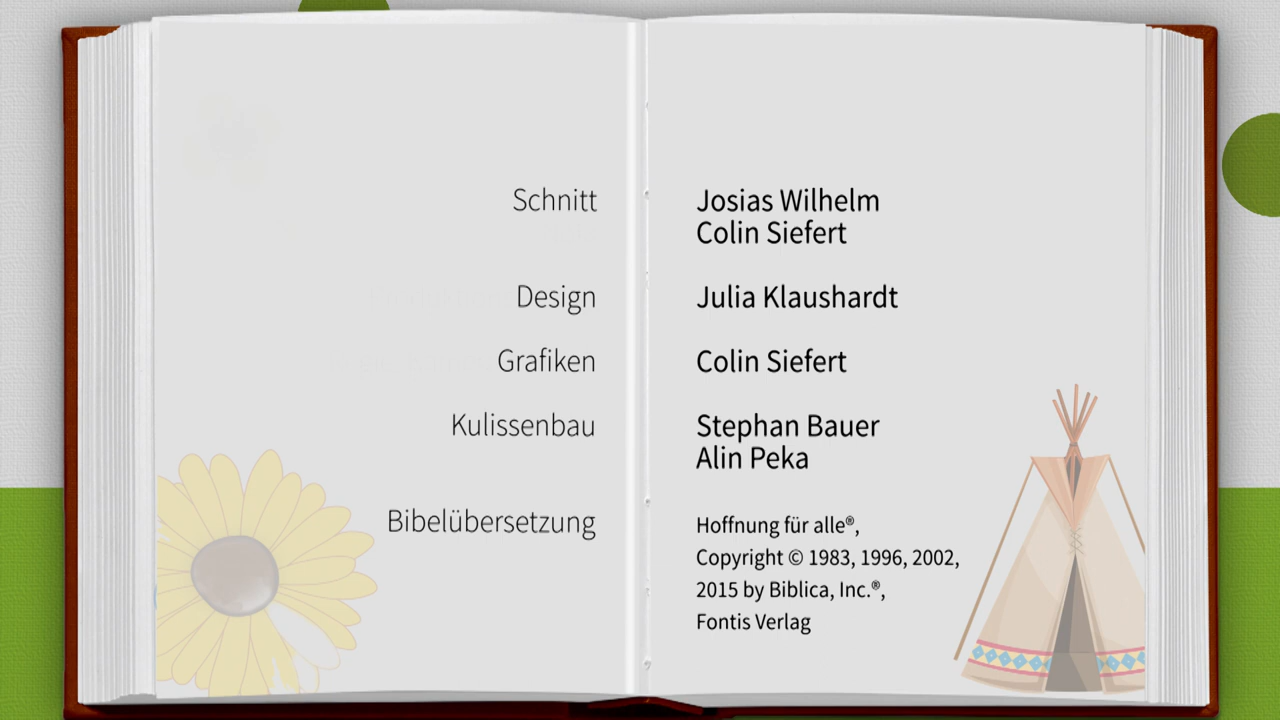 Schnitt Josias Wilhelm
Colin Siefert
Design Julia Klaushardt
Grafiken Colin Siefert
Kulissenbau Stephan Bauer
Alin Peka
Bibelübersetzung Hoffnung für alle®,
Copyright © 1983, 1996, 2002,
2015 by Biblica, Inc.®,
Fontis Verlag